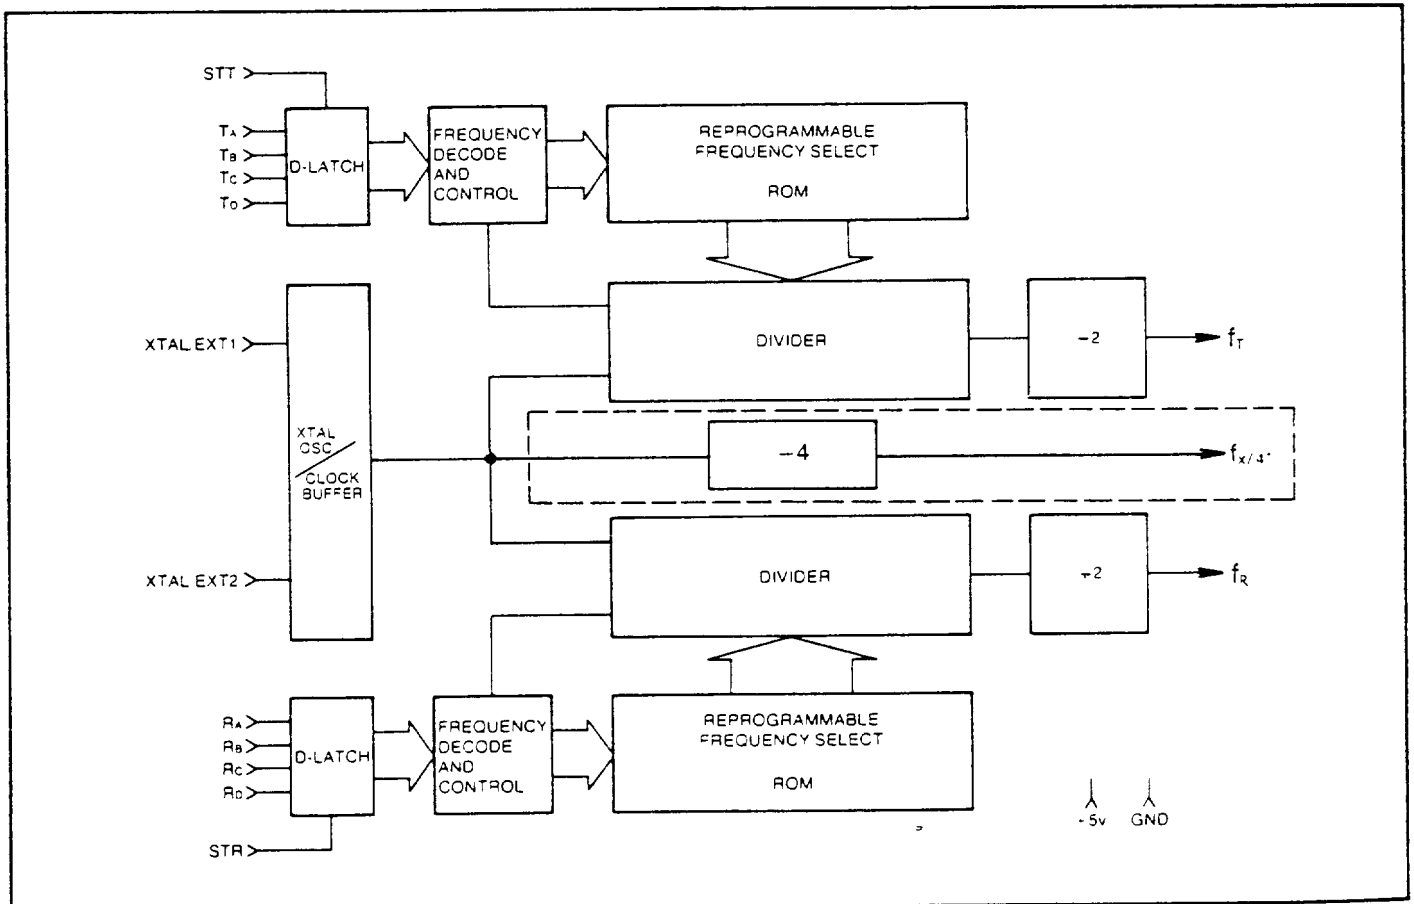 STT
TA
TB
TC
TD
D-LATCH
FREQUENCY
DECODE
AND
CONTROL
REPROGRAMMABLE
FREQUENCY SELECT
ROM
XTAL.EXT1
DIVIDER
-2
fT
XTAL
OSC
CLOCK
BUFFER
-4
fX/4*
XTAL.EXT2
DIVIDER
÷2
fR
RA
RB
RC
RD
D-LATCH
FREQUENCY
DECODE
AND
CONTROL
REPROGRAMMABLE
FREQUENCY SELECT
ROM
STR
+5v
GND